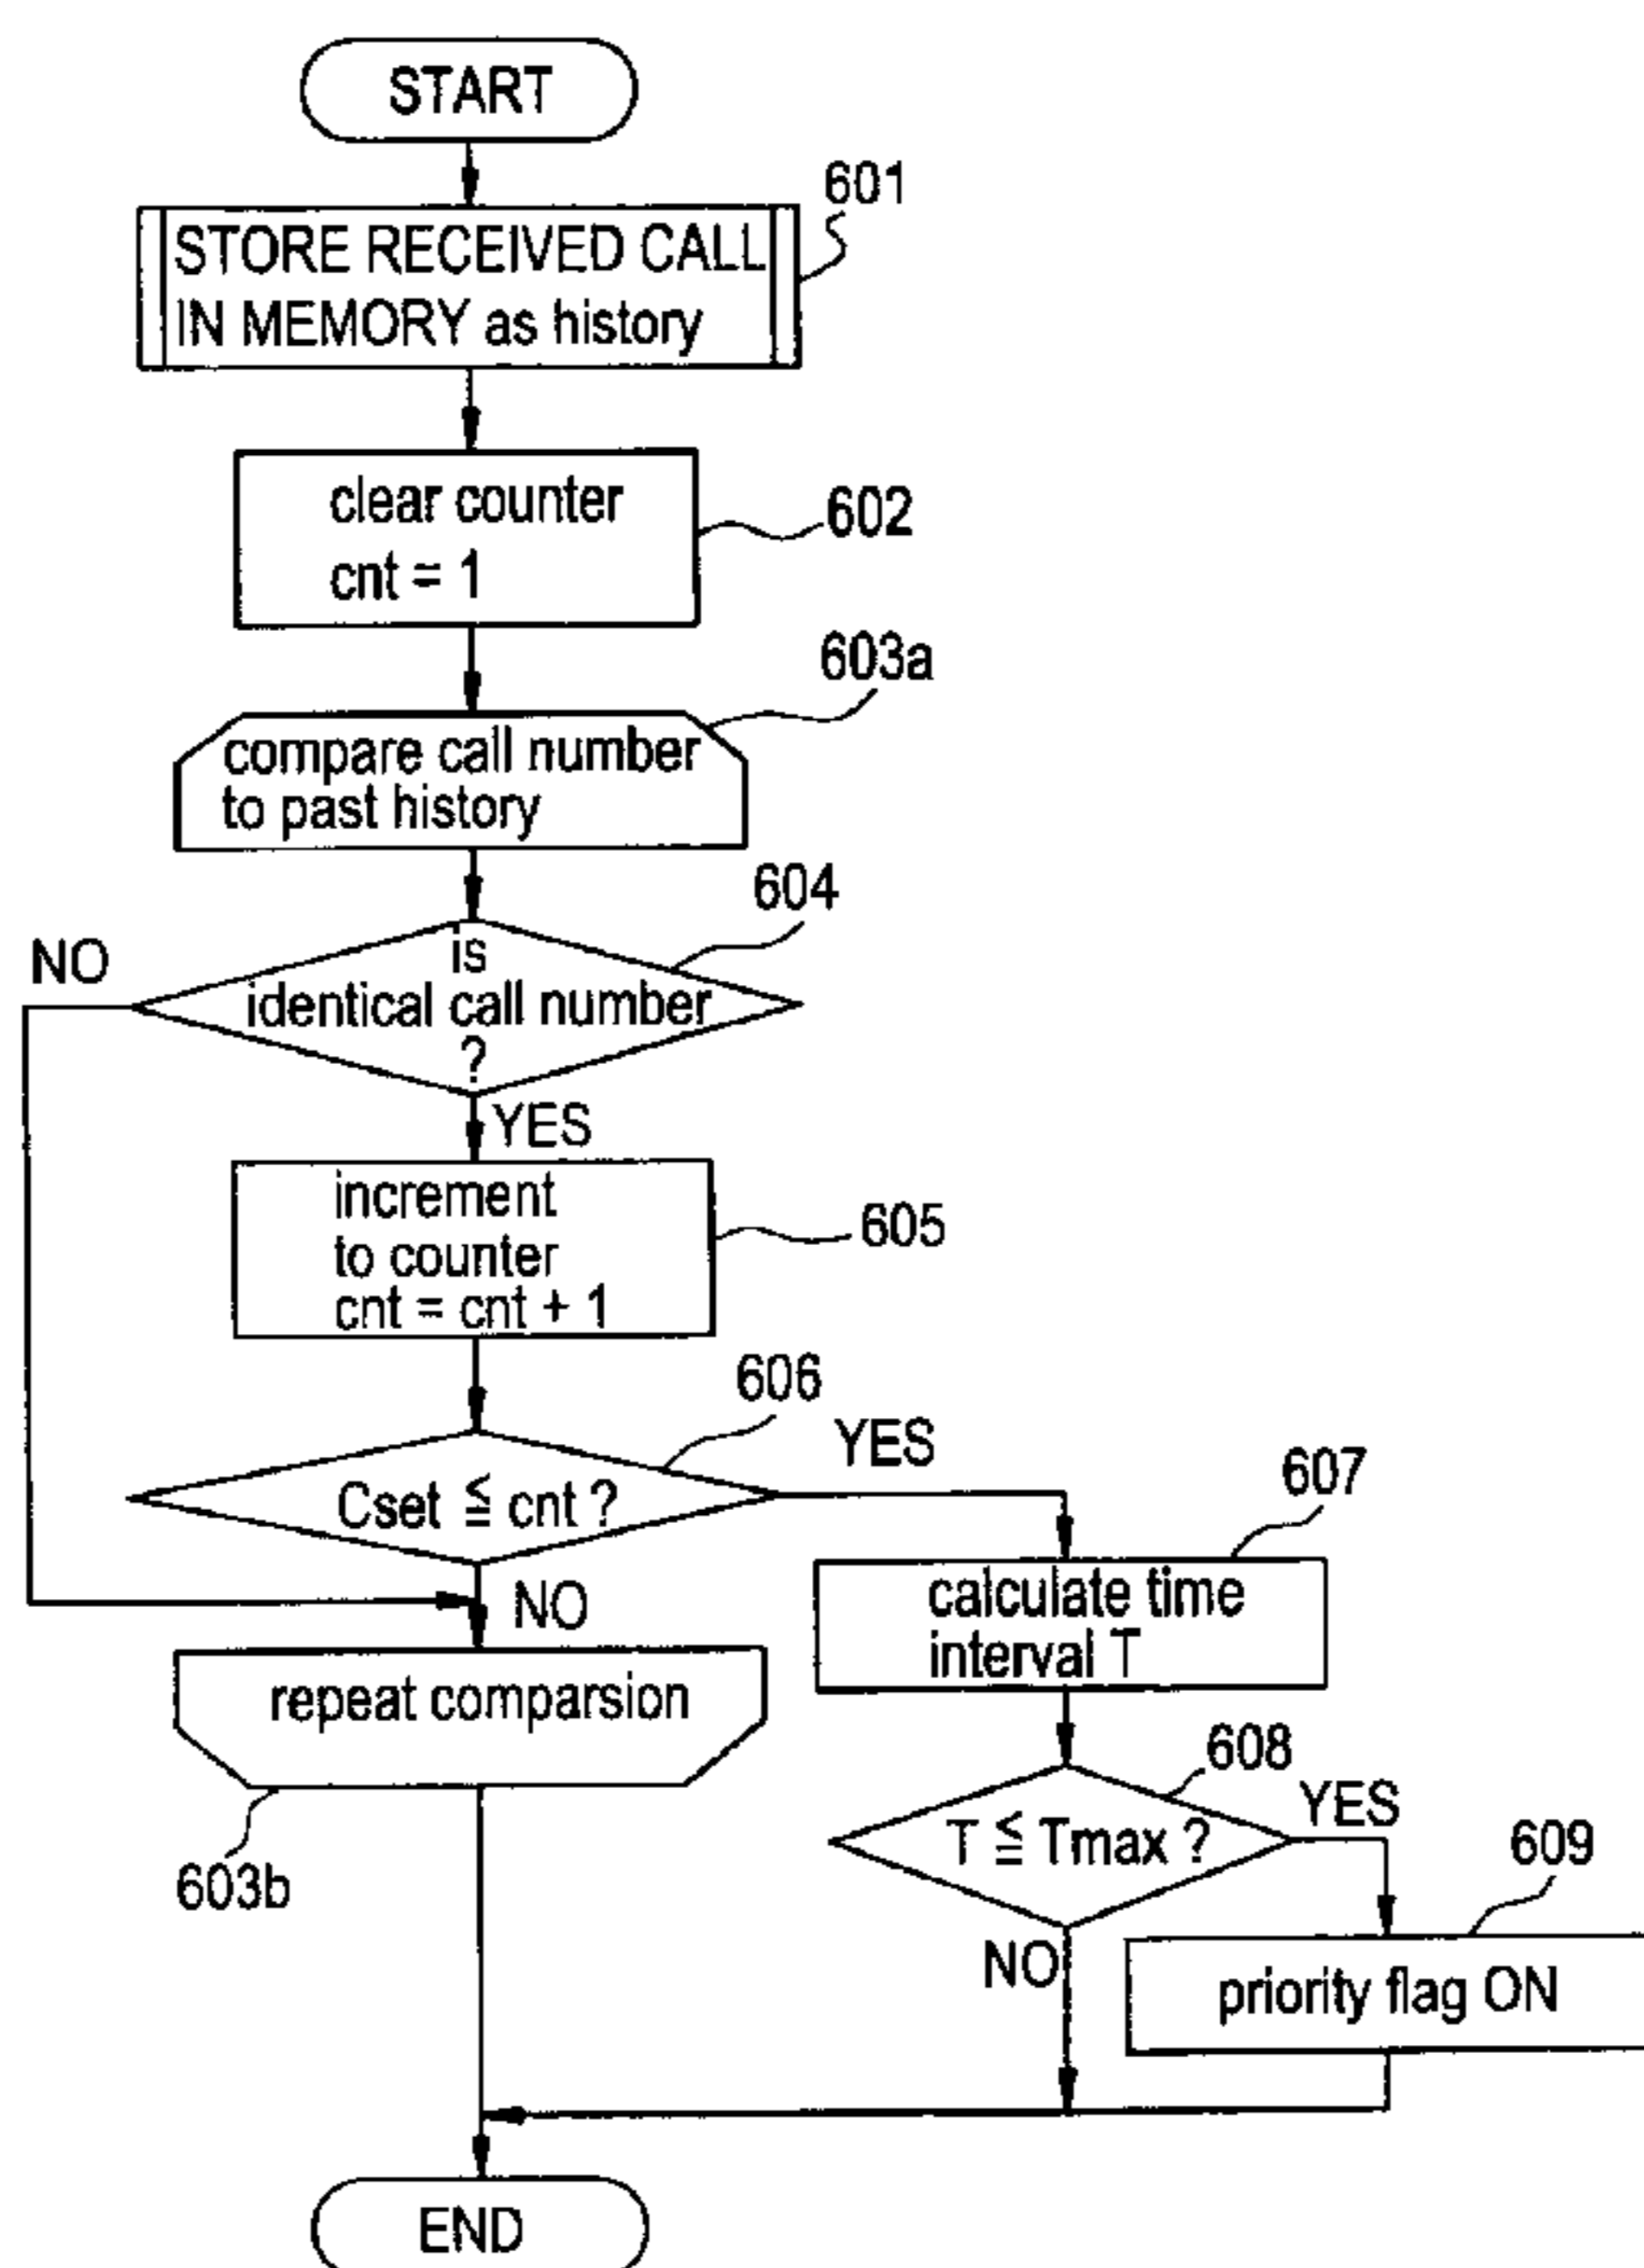 START
601
STORE RECEIVED CALL
IN MEMORY as history
clear counter
cnt = 1
602
603a
compare call number
to past history
604
NO
is
identical call number
?
YES
increment
to counter
cnt = cnt + 1
605
606
YES
Cset ≦ cnt ?
607
NO
calculate time
interval T
repeat comparsion
608
YES
T ≦ Tmax ?
609
603b
NO
priority flag ON
END